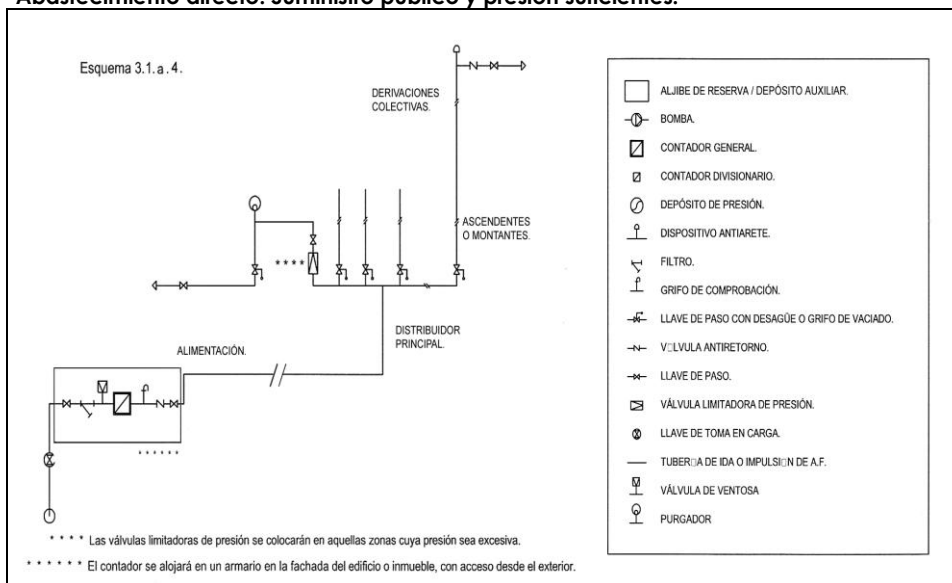 Abastecimiento directo. Suministro público y presión suficientes.
Esquema 3.1.a.4.
DERIVACIONES
COLECTIVAS.
ASCENDENTES
O MONTANTES.
* * * *
DISTRIBUIDOR
PRINCIPAL.
ALIMENTACIÓN.
* * * * * *
* * * * Las válvulas limitadoras de presión se colocarán en aquellas zonas cuya presión sea excesiva.
* * * * * * El contador se alojará en un armario en la fachada del edificio o inmueble, con acceso desde el exterior.
ALJIBE DE RESERVA / DEPÓSITO AUXILIAR.
BOMBA.
CONTADOR GENERAL.
CONTADOR DIVISIONARIO.
DEPÓSITO DE PRESIÓN.
DISPOSITIVO ANTIARETE.
FILTRO.
GRIFO DE COMPROBACIÓN.
LLAVE DE PASO CON DESAGÜE O GRIFO DE VACIADO.
V□LVULA ANTIRETORNO.
LLAVE DE PASO.
VÁLVULA LIMITADORA DE PRESIÓN.
LLAVE DE TOMA EN CARGA.
TUBER□A DE IDA O IMPULSI□N DE A.F.
VÁLVULA DE VENTOSA
PURGADOR